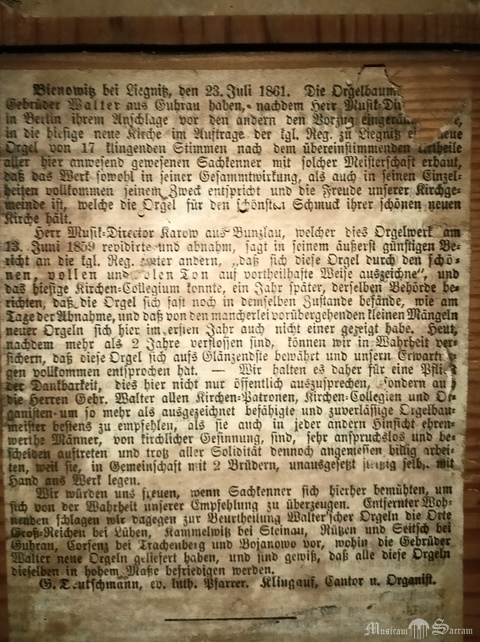 Bienowitz bei Liegnitz, den 23. Juli 1861. Die Orgelbaum
Gebrüder Walter aus Guhrau haben, nachdem Herr Musik-Di
in Berlin ihrem Anschlage vor den andern den Vorzug eingeräu
in die hiesige neue Kirche im Auftrage der kgl. Reg. zu Liegnitz ei neue
Orgel von 17 klingenden Stimmen nach dem übereinstimmenden Urtheile
aller hier anwesend gewesenen Sachkenner mit solcher Meisterschaft erbaut,
daß das Werk sowohl in seiner Gesammtwirkung, als auch in seinen Einzel-
heiten vollkommen seinem Zweck entspricht und die Freude unserer Kirchge-
meinde ist, welche die Orgel für den schönsten Schmuck ihrer schönen neuen
Kirche hält.
Herr Musik-Director Karow aus Bunzlau, welcher dies Orgelwerk am
13. Juni 1859 revidirte und abnahm, sagt in seinem äußerst günstigen Be-
richt an die kgl. Reg. unter andern, „daß sich diese Orgel durch den schö-
nen, vollen und olen Ton auf vortheilhafte Weise auszeichne“, und
das hiesige Kirchen-Collegium konnte, ein Jahr später, derselben Behörde be-
richten, daß die Orgel sich fast noch in demselben Zustande befände, wie am
Tage der Abnahme, und daß von den mancherlei vorübergehenden kleinen Mängeln
neuer Orgeln sich hier im ersten Jahr auch nicht einer gezeigt habe. Heut,
nachdem mehr als 2 Jahre verflossen sind, können wir in Wahrheit ver-
sichern, daß diese Orgel sich aufs Glänzendste bewährt und unsern Erwartun-
gen vollkommen entsprochen hat. — Wir halten es daher für eine Pflicht
der Dankbarkeit, dies hier nicht nur öffentlich auszusprechen, sondern auch
die Herren Gebr. Walter allen Kirchen-Patronen, Kirchen-Collegien und Or-
ganisten um so mehr als ausgezeichnet befähigte und zuverlässige Orgelbau-
meister bestens zu empfehlen, als sie auch in jeder andern Hinsicht ehren-
werthe Männer, von kirchlicher Gesinnung, sind, sehr anspruchslos und be-
scheiden auftreten und trotz aller Solidität dennoch angemessen billig arbei-
ten, weil sie, in Gemeinschaft mit 2 Brüdern, unausgesetzt fleißig selbst mit
Hand ans Werk legen.
Wir würden uns freuen, wenn Sachkenner sich hierher bemühten, um
sich von der Wahrheit unserer Empfehlung zu überzeugen. Entfernter Woh-
nenden schlagen wir dagegen zur Beurtheilung Walter'scher Orgeln die Orte
Groß-Reichen bei Lüben, Kammelwitz bei Steinau, Rützen und Seitsch bei
Guhrau, Corsenz bei Trachenberg und Bojanowo vor, wohin die Gebrüder
Walter neue Orgeln geliefert haben, und sind gewiß, daß alle diese Orgeln
dieselben in hohem Maße befriedigen werden.
G. Teutschmann, ev. luth. Pfarrer. Klingauf, Cantor u. Organist.
Musicam Sacram